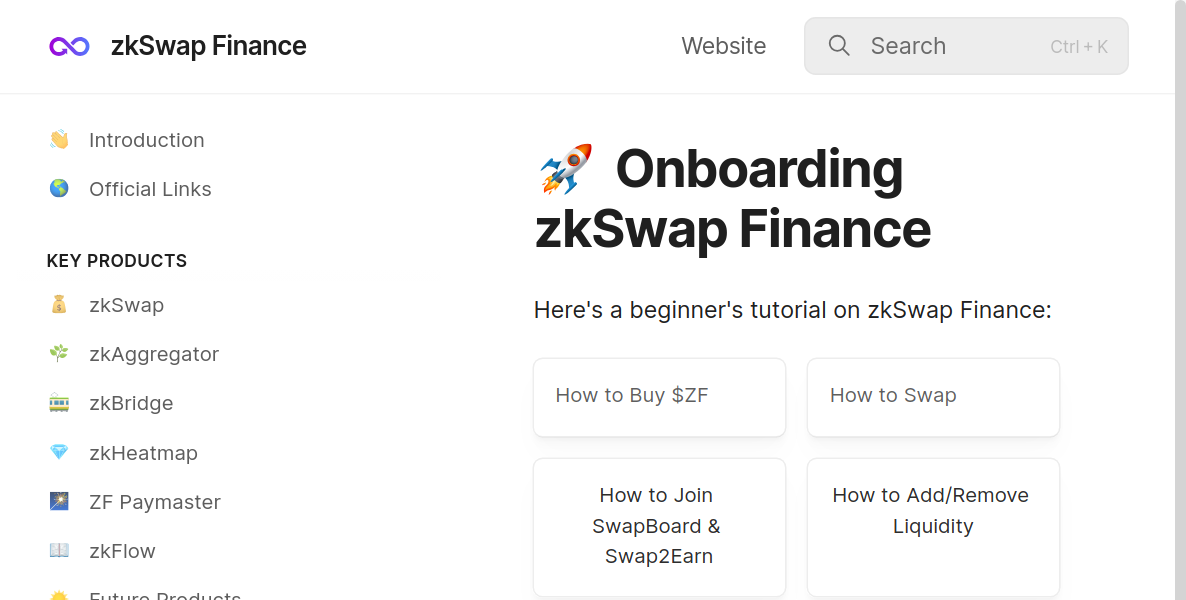 zkSwap Finance
Website
Search
Ctrl + K
Introduction
Official Links
KEY PRODUCTS
zkSwap
zkAggregator
zkBridge
zkHeatmap
ZF Paymaster
zkFlow
Future Products
🚀 Onboarding
zkSwap Finance
Here's a beginner's tutorial on zkSwap Finance:
How to Buy $ZF
How to Swap
How to Join
SwapBoard &
Swap2Earn
How to Add/Remove
Liquidity